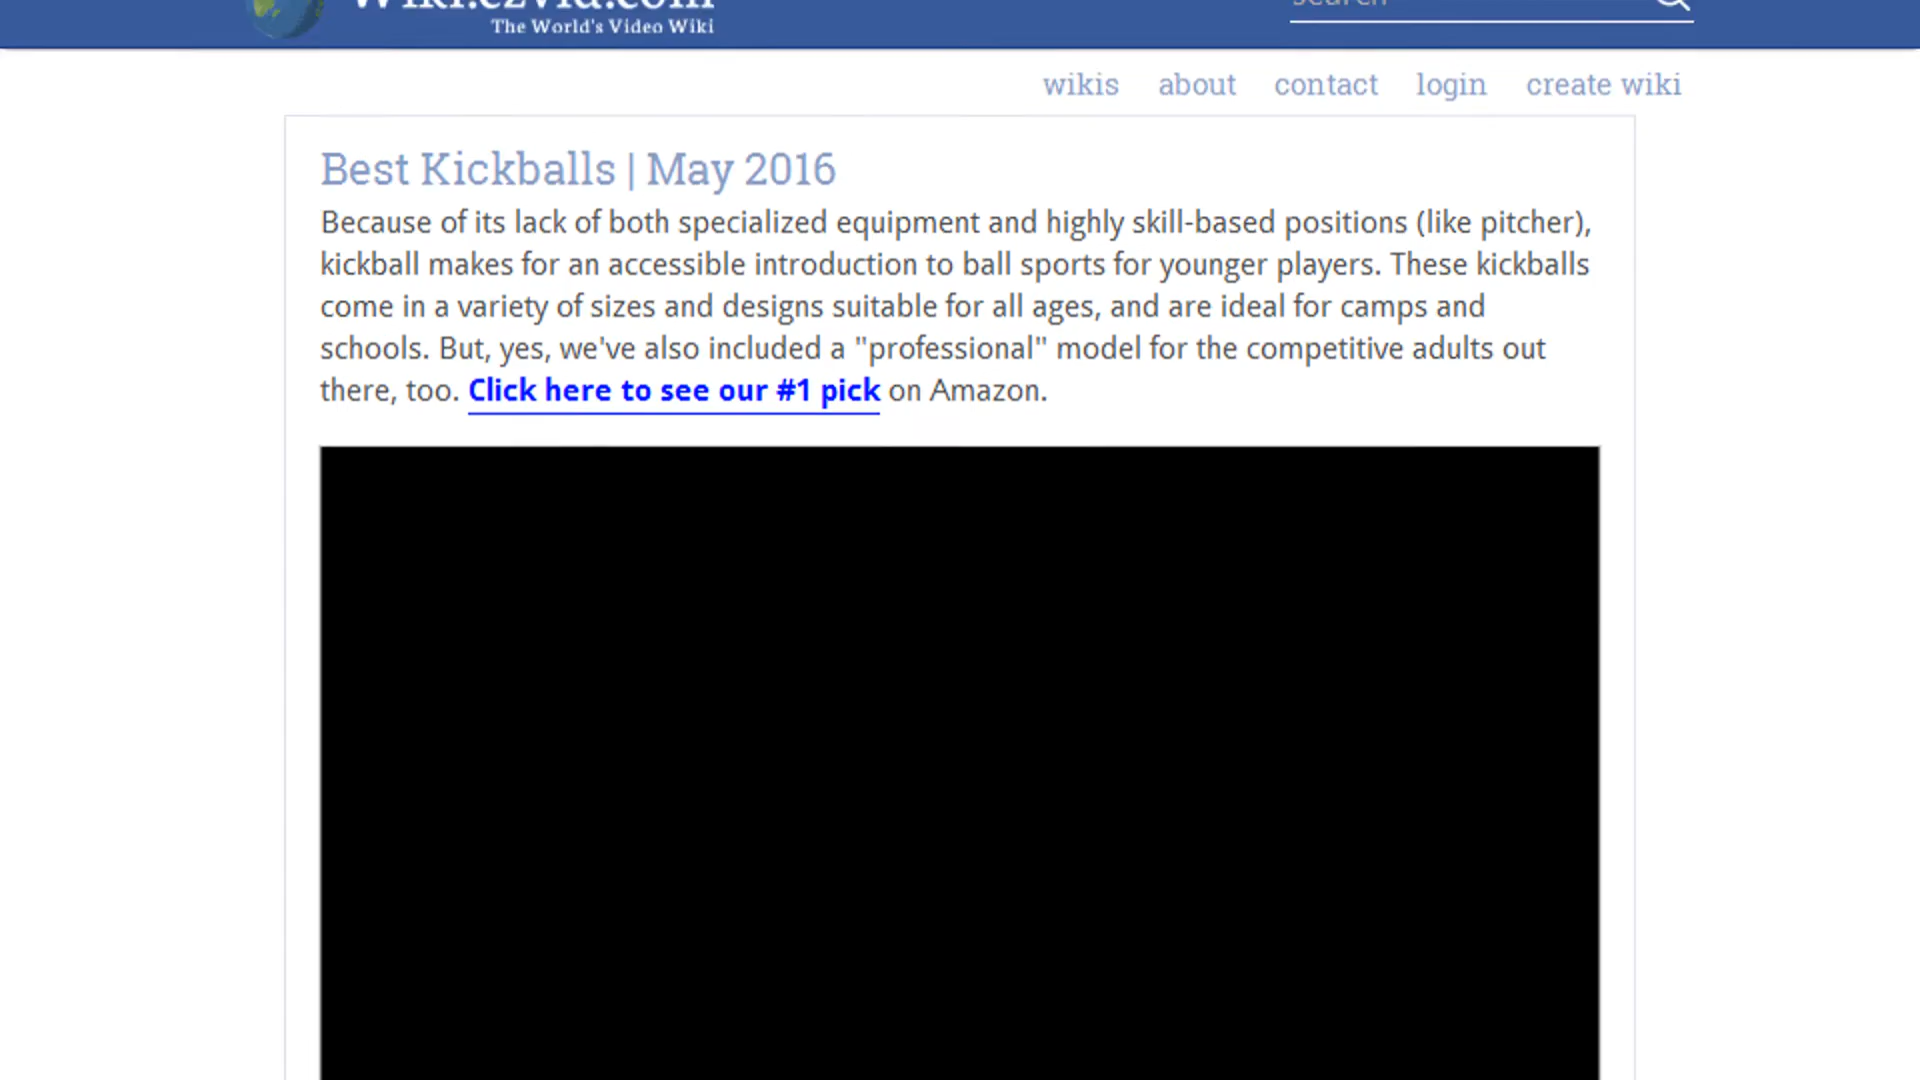 Wiki.ezvid.com
search
The World's Video Wiki
wikis about contact login create wiki
Best Kickballs | May 2016
Because of its lack of both specialized equipment and highly skill-based positions (like pitcher),
kickball makes for an accessible introduction to ball sports for younger players. These kickballs
come in a variety of sizes and designs suitable for all ages, and are ideal for camps and
schools. But, yes, we've also included a "professional" model for the competitive adults out
there, too. Click here to see our #1 pick on Amazon.